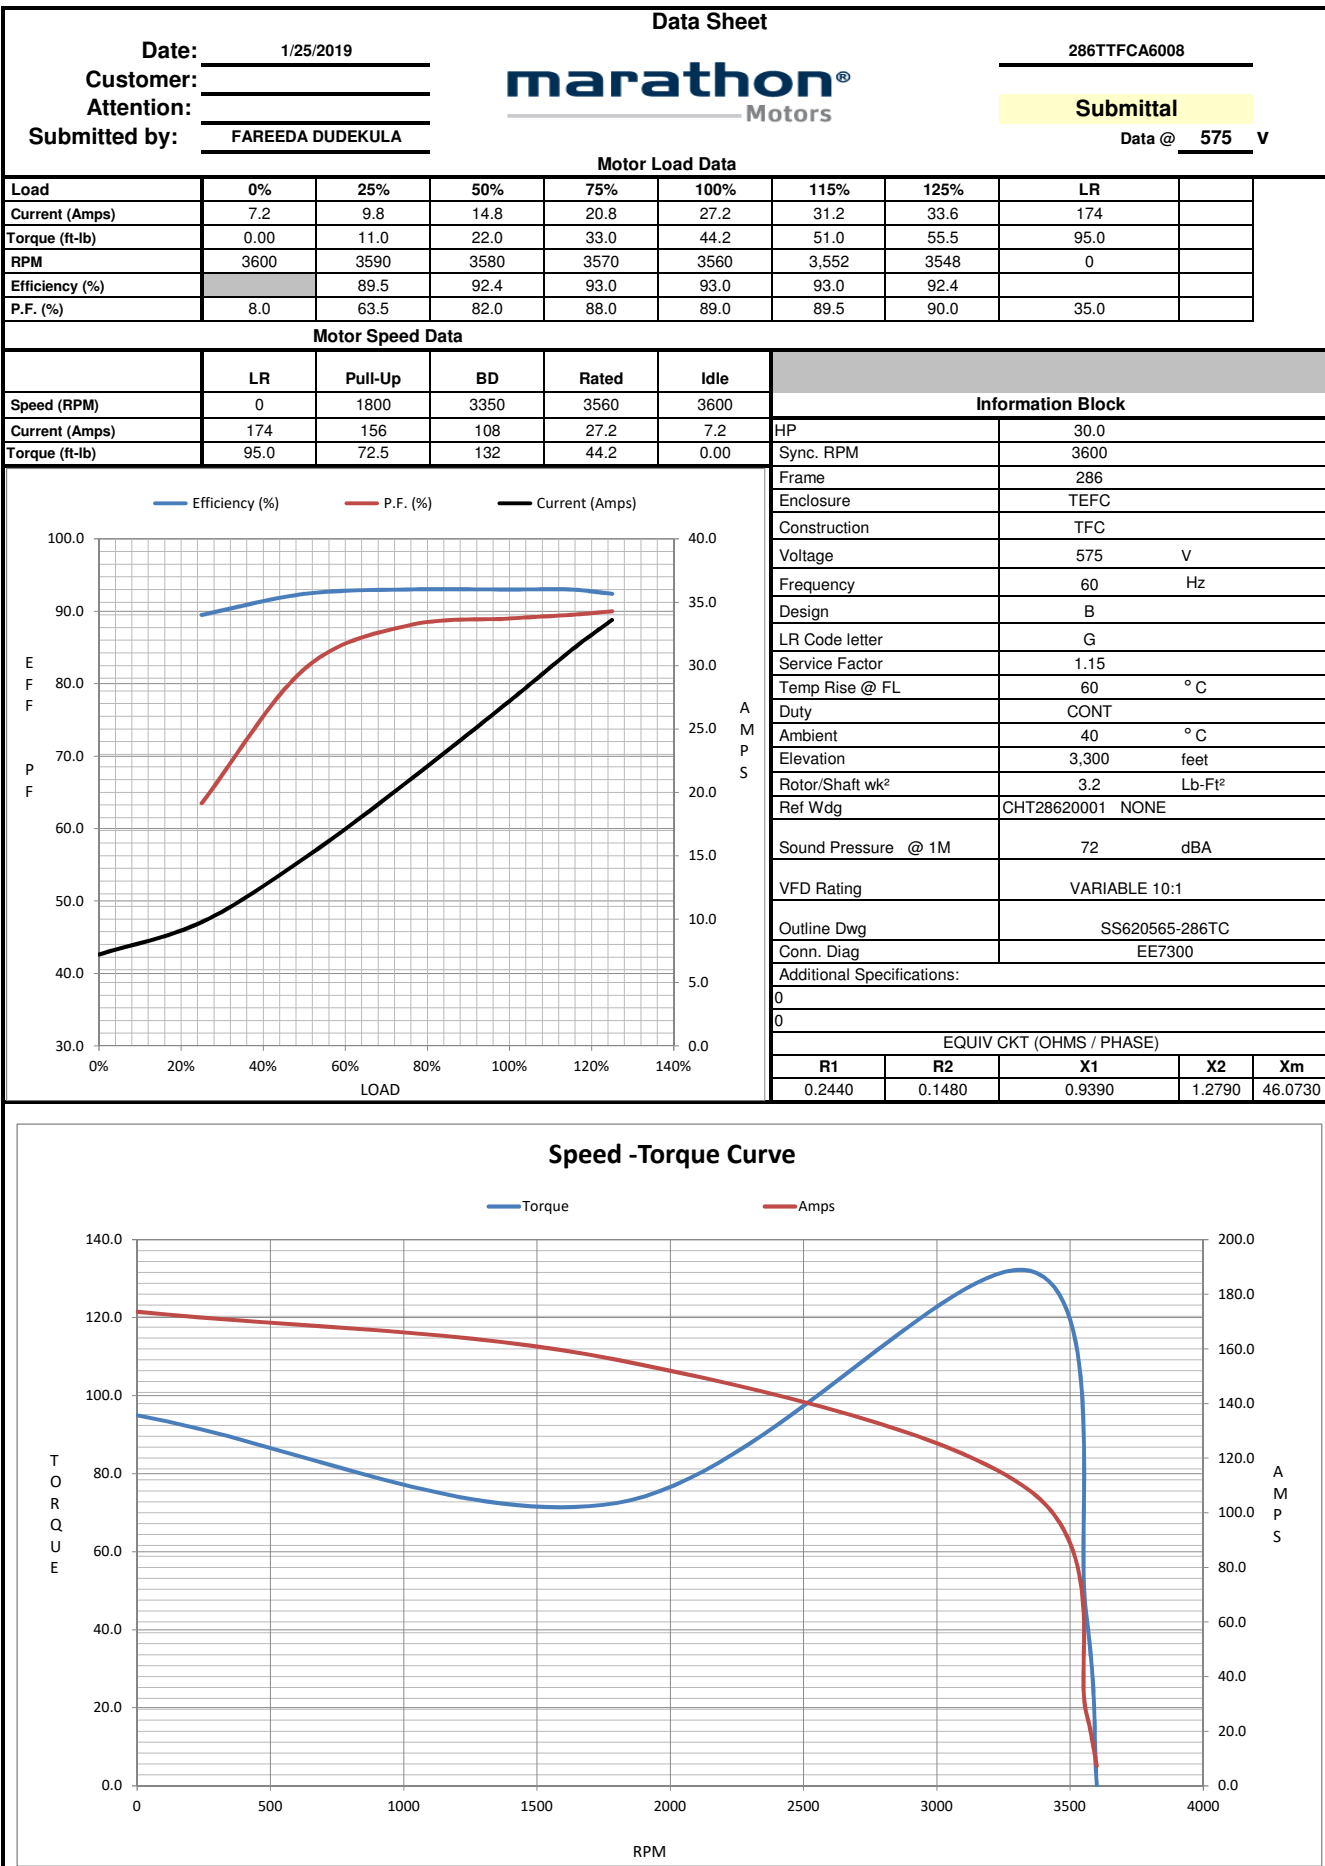 Data Sheet
Date: 1/25/2019 286TTFCA6008
Customer:
marathon®
Motors
Attention: Submittal
Submitted by: FAREEDA DUDEKULA Data @ 575 V
Motor Load Data
Load 0% 25% 50% 75% 100% 115% 125% LR
Current (Amps) 7.2 9.8 14.8 20.8 27.2 31.2 33.6 174
Torque (ft-lb) 0.00 11.0 22.0 33.0 44.2 51.0 55.5 95.0
RPM 3600 3590 3580 3570 3560 3,552 3548 0
Efficiency (%) 89.5 92.4 93.0 93.0 93.0 92.4
P.F. (%) 8.0 63.5 82.0 88.0 89.0 89.5 90.0 35.0
Motor Speed Data
LR Pull-Up BD Rated Idle
Speed (RPM) 0 1800 3350 3560 3600
Current (Amps) 174 156 108 27.2 7.2
Torque (ft-lb) 95.0 72.5 132 44.2 0.00
Information Block
HP 30.0
Sync. RPM 3600
Frame 286
Enclosure TEFC
Construction TFC
Voltage 575 V
Frequency 60 Hz
Design B
LR Code letter G
Service Factor 1.15
Temp Rise @ FL 60 ° C
Duty CONT
Ambient 40 ° C
Elevation 3,300 feet
Rotor/Shaft wk² 3.2 Lb-Ft²
Ref Wdg CHT28620001 NONE
Sound Pressure @ 1M 72 dBA
VFD Rating VARIABLE 10:1
Outline Dwg SS620565-286TC
Conn. Diag EE7300
Additional Specifications:
0
0
EQUIV CKT (OHMS / PHASE)
R1 R2 X1 X2 Xm
0.2440 0.1480 0.9390 1.2790 46.0730
Efficiency (%) P.F. (%) Current (Amps)
100.0
90.0
80.0
70.0
60.0
50.0
40.0
30.0
EFF PF
40.0
35.0
30.0
25.0
20.0
15.0
10.0
5.0
0.0
AMPS
0% 20% 40% 60% 80% 100% 120% 140%
LOAD
Speed -Torque Curve
Torque Amps
140.0
120.0
100.0
80.0
60.0
40.0
20.0
0.0
TORQUE
200.0
180.0
160.0
140.0
120.0
100.0
80.0
60.0
40.0
20.0
0.0
AMPS
0 500 1000 1500 2000 2500 3000 3500 4000
RPM